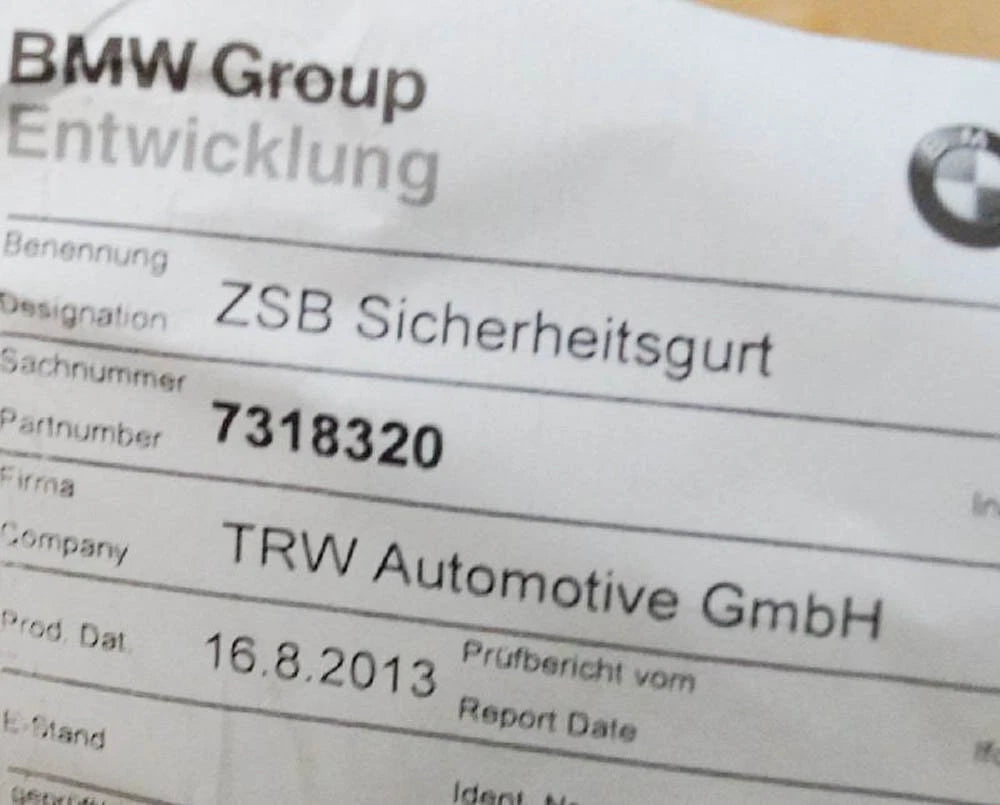 BMW Group
Entwicklung
Benennung
Designation ZSB Sicherheitsgurt
Sachnummer
Partnumber 7318320
Firma
Company TRW Automotive GmbH
Prod. Dat. 16.8.2013 Prüfbericht vom
Report Date
E-Stand
Ident.